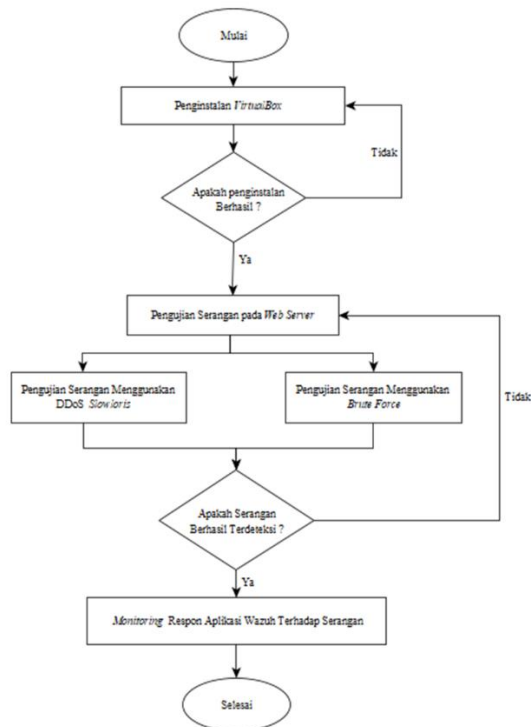 Mulai
Penginstalan VirtualBox
Tidak
Apakah penginstalan
Berhasil ?
Ya
Pengujian Serangan pada Web Server
Pengujian Serangan Menggunakan
DDoS Slowloris
Pengujian Serangan Menggunakan
Brute Force
Tidak
Apakah Serangan
Berhasil Terdeteksi ?
Ya
Monitoring Respon Aplikasi Wazuh Terhadap Serangan
Selesai